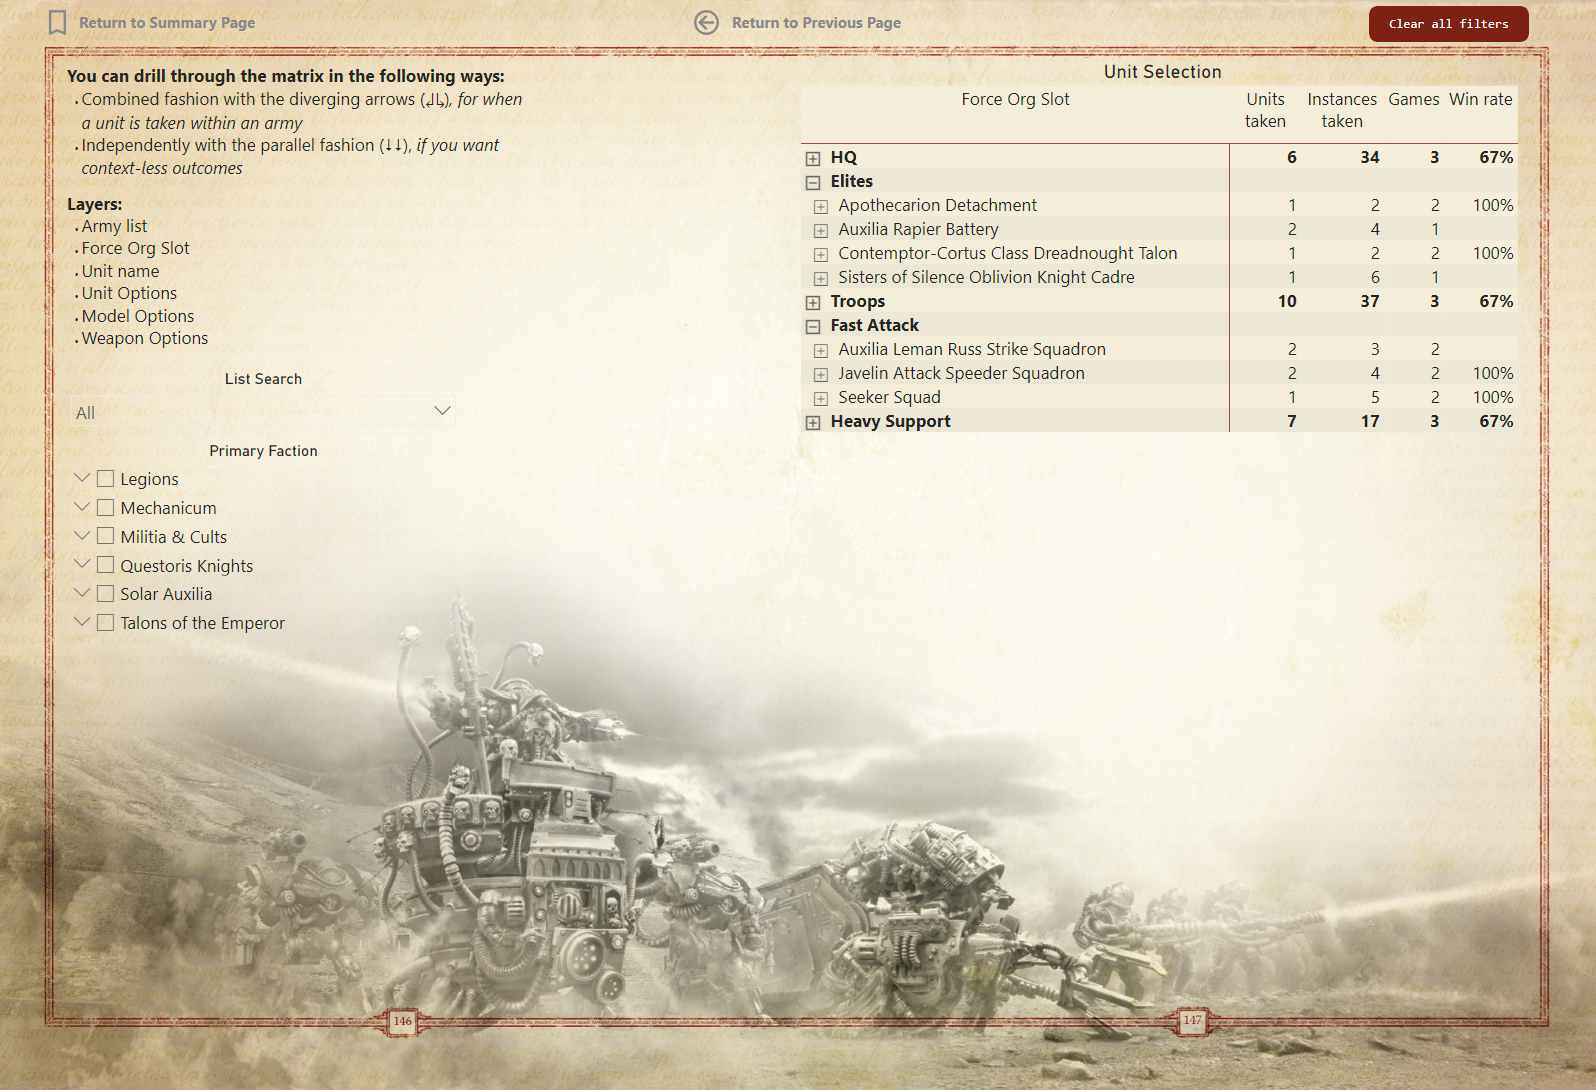 Return to Summary Page
Return to Previous Page
Clear all filters
You can drill through the matrix in the following ways:
Combined fashion with the diverging arrows (↲↳), for when
a unit is taken within an army
Independently with the parallel fashion (↓↓), if you want
context-less outcomes
Layers:
Army list
Force Org Slot
Unit name
Unit Options
Model Options
Weapon Options
List Search
All
Primary Faction
Legions
Mechanicum
Militia & Cults
Questoris Knights
Solar Auxilia
Talons of the Emperor
Unit Selection
Force Org Slot Units taken Instances taken Games Win rate
HQ 6 34 3 67%
Elites
Apothecarion Detachment 1 2 2 100%
Auxilia Rapier Battery 2 4 1
Contemptor-Cortus Class Dreadnought Talon 1 2 2 100%
Sisters of Silence Oblivion Knight Cadre 1 6 1
Troops 10 37 3 67%
Fast Attack
Auxilia Leman Russ Strike Squadron 2 3 2
Javelin Attack Speeder Squadron 2 4 2 100%
Seeker Squad 1 5 2 100%
Heavy Support 7 17 3 67%
146
147